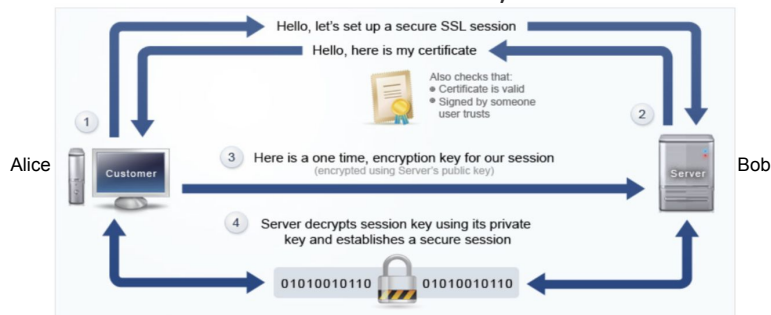 Hello, let's set up a secure SSL session
Hello, here is my certificate
Also checks that:
Certificate is valid
Signed by someone
user trusts
1
2
Alice
Customer
3
Here is a one time, encryption key for our session
(encrypted using Server's public key)
Server
Bob
4
Server decrypts session key using its private
key and establishes a secure session
01010010110
01010010110